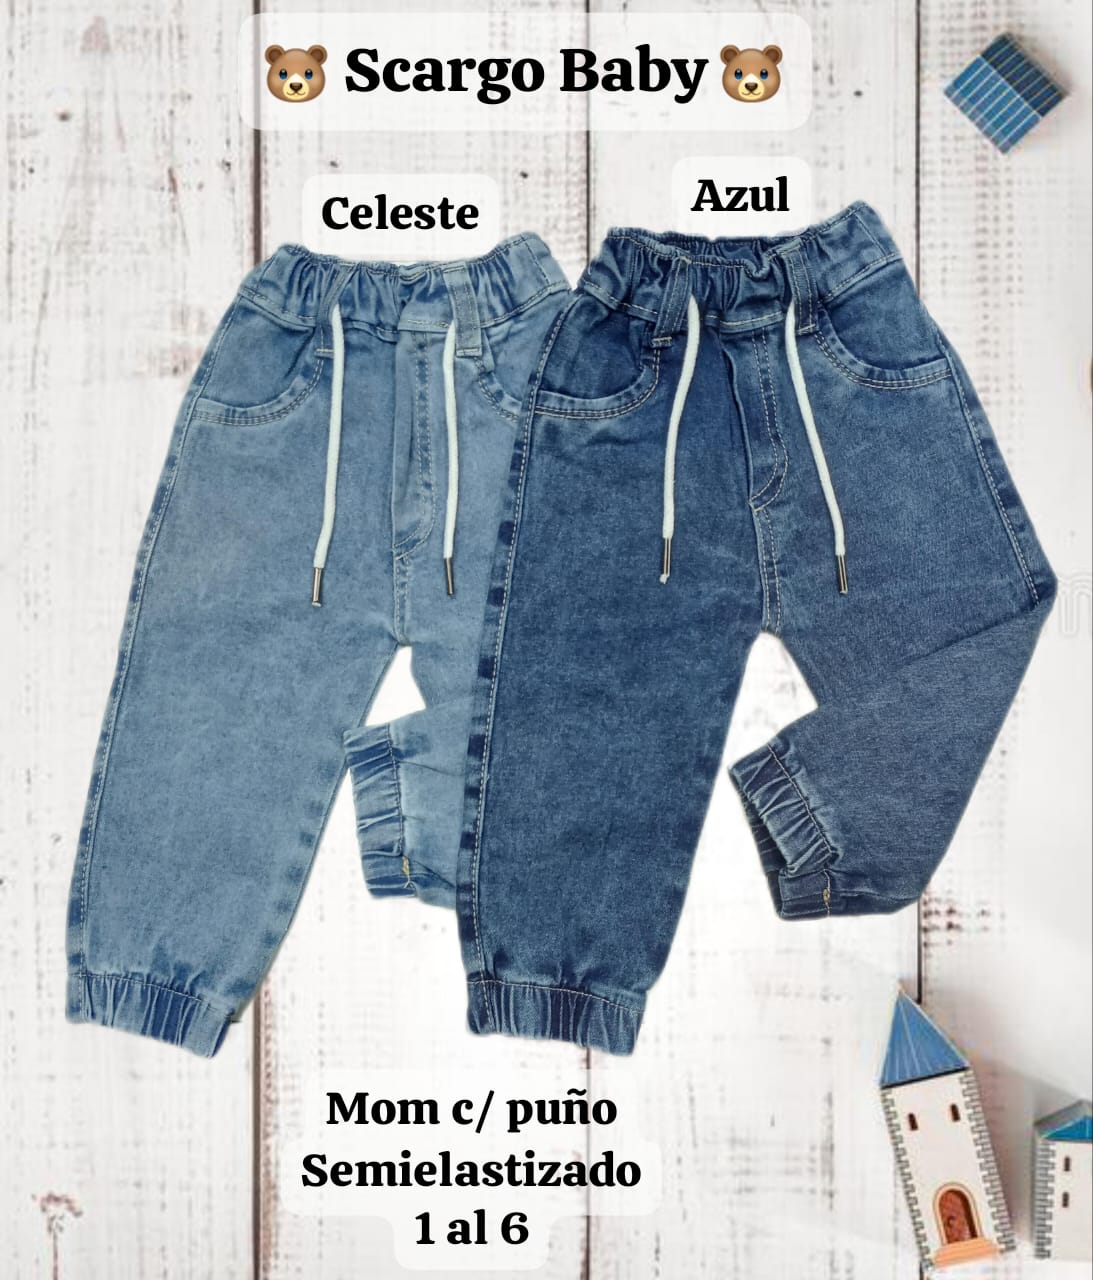 🐻 Scargo Baby 🐻
Celeste
Azul
Mom c/ puño
Semielastizado
1 al 6